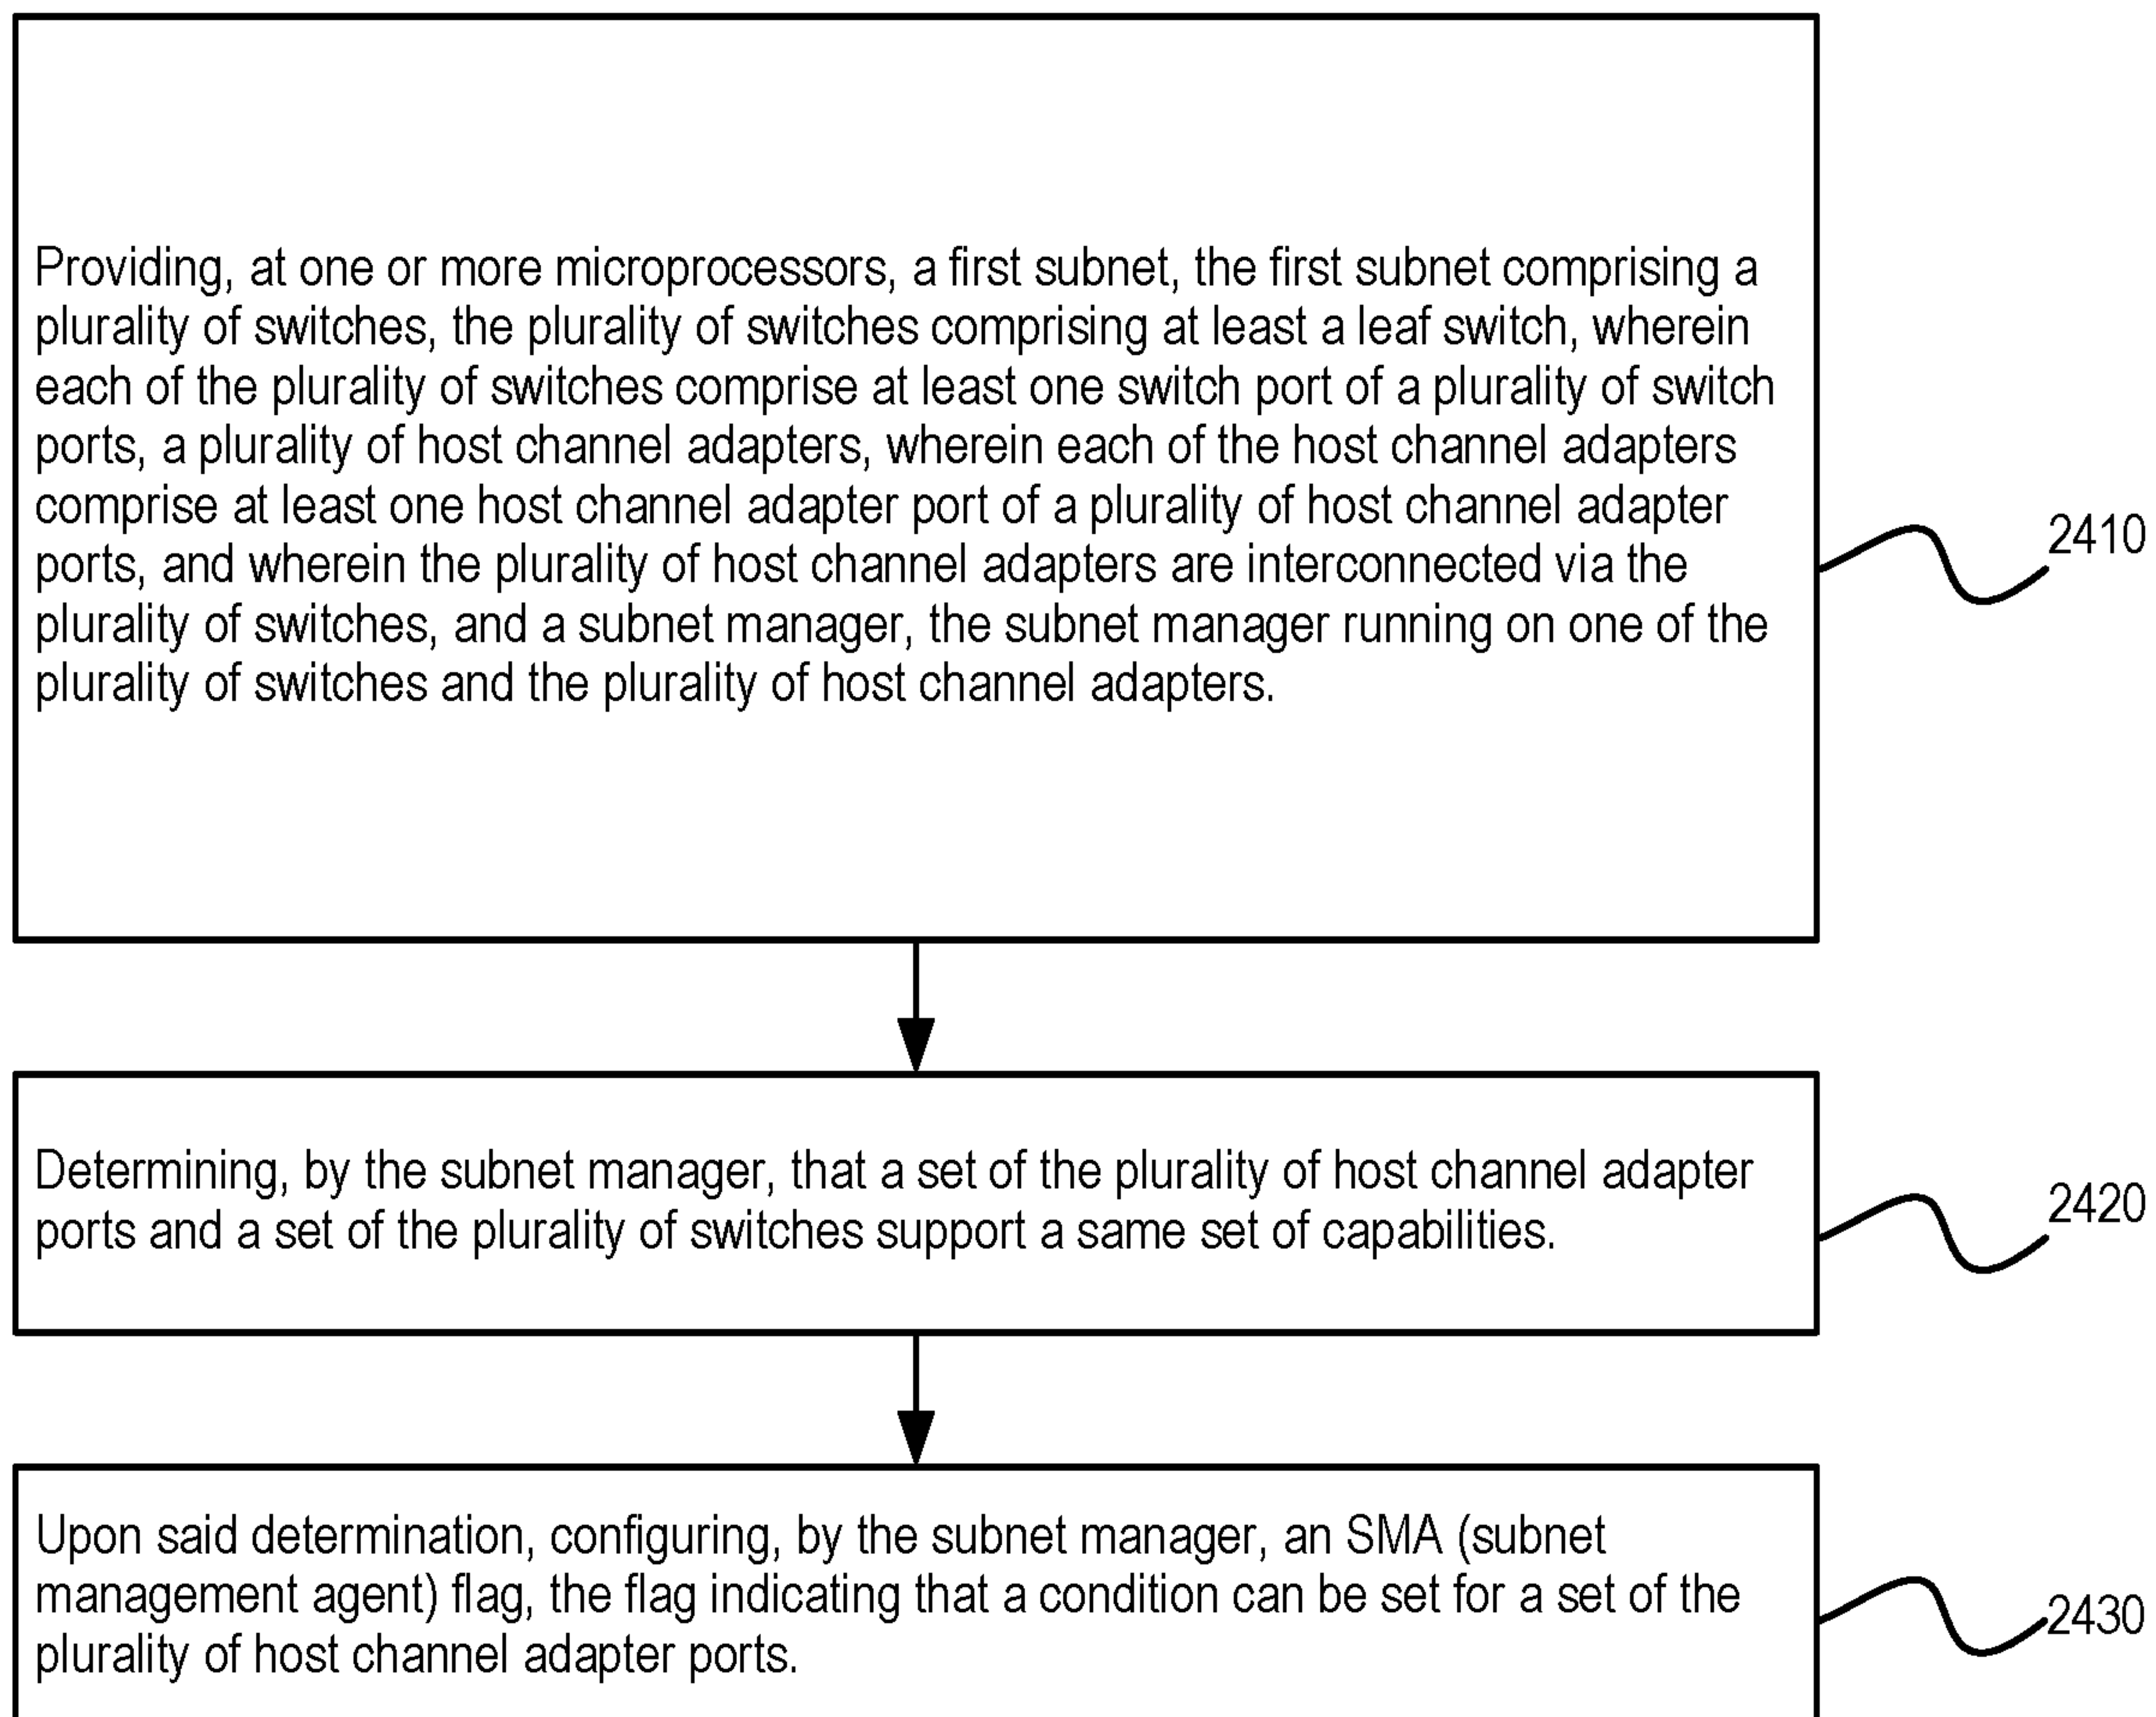 Providing, at one or more microprocessors, a first subnet, the first subnet comprising a
plurality of switches, the plurality of switches comprising at least a leaf switch, wherein
each of the plurality of switches comprise at least one switch port of a plurality of switch
ports, a plurality of host channel adapters, wherein each of the host channel adapters
comprise at least one host channel adapter port of a plurality of host channel adapter
ports, and wherein the plurality of host channel adapters are interconnected via the
plurality of switches, and a subnet manager, the subnet manager running on one of the
plurality of switches and the plurality of host channel adapters.
2410
Determining, by the subnet manager, that a set of the plurality of host channel adapter
ports and a set of the plurality of switches support a same set of capabilities.
2420
Upon said determination, configuring, by the subnet manager, an SMA (subnet
management agent) flag, the flag indicating that a condition can be set for a set of the
plurality of host channel adapter ports.
2430